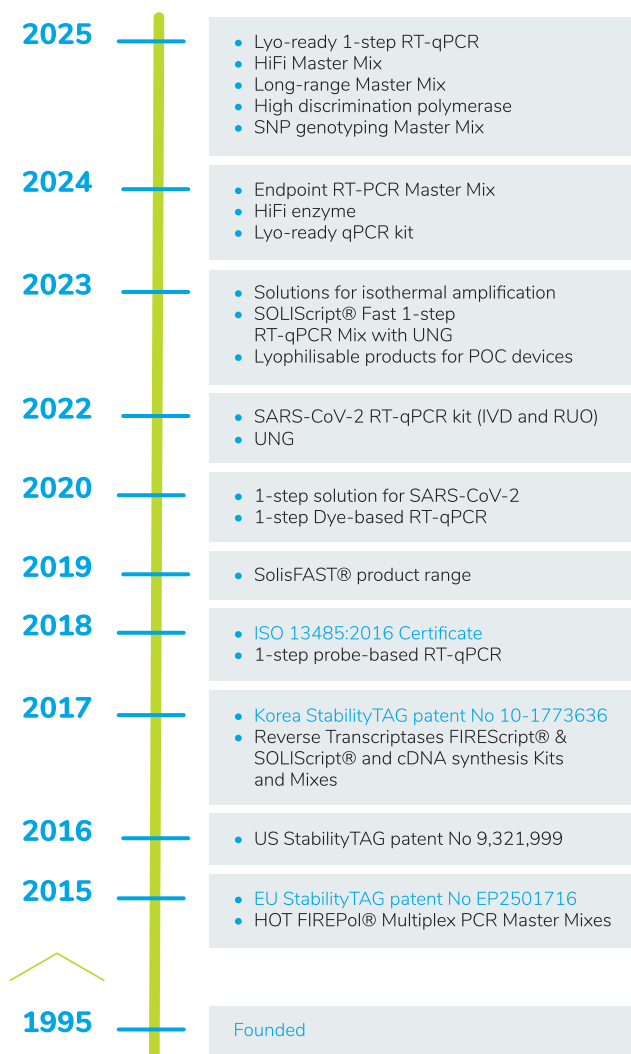 2025
• Lyo-ready 1-step RT-qPCR
• HiFi Master Mix
• Long-range Master Mix
• High discrimination polymerase
• SNP genotyping Master Mix
2024
• Endpoint RT-PCR Master Mix
• HiFi enzyme
• Lyo-ready qPCR kit
2023
• Solutions for isothermal amplification
• SOLIScript® Fast 1-step
RT-qPCR Mix with UNG
• Lyophilisable products for POC devices
2022
• SARS-CoV-2 RT-qPCR kit (IVD and RUO)
• UNG
2020
• 1-step solution for SARS-CoV-2
• 1-step Dye-based RT-qPCR
2019
• SolisFAST® product range
2018
• ISO 13485:2016 Certificate
• 1-step probe-based RT-qPCR
2017
• Korea StabilityTAG patent No 10-1773636
• Reverse Transcriptases FIREScript® &
SOLIScript® and cDNA synthesis Kits
and Mixes
2016
• US StabilityTAG patent No 9,321,999
2015
• EU StabilityTAG patent No EP2501716
• HOT FIREPol® Multiplex PCR Master Mixes
1995
Founded